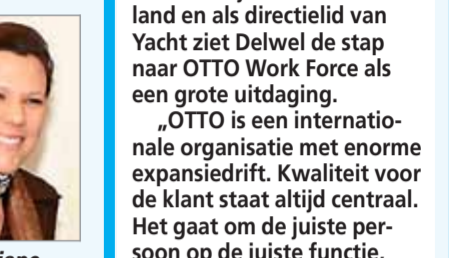 land en als directielid van
Yacht ziet Delwel de stap
naar OTTO Work Force als
een grote uitdaging.
„OTTO is een internatio-
nale organisatie met enorme
expansiedrift. Kwaliteit voor
de klant staat altijd centraal.
Het gaat om de juiste per-
soon op de juiste functie.